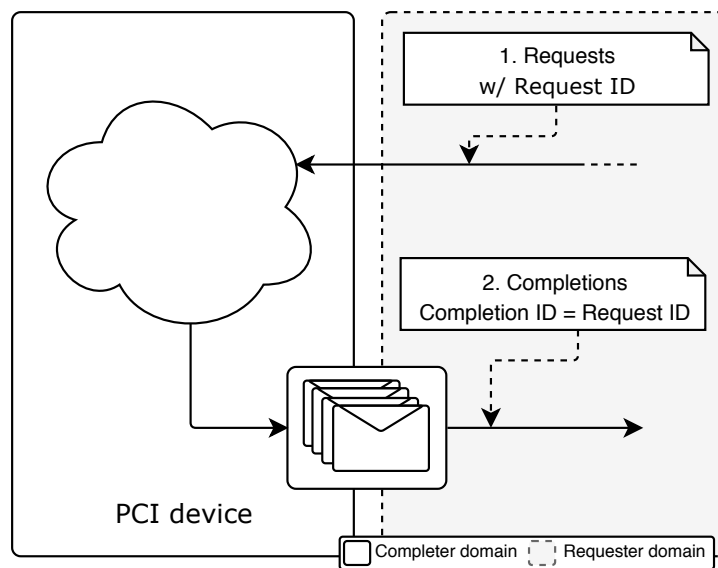 1. Requests
w/ Request ID
2. Completions
Completion ID = Request ID
PCI device
Completer domain
Requester domain